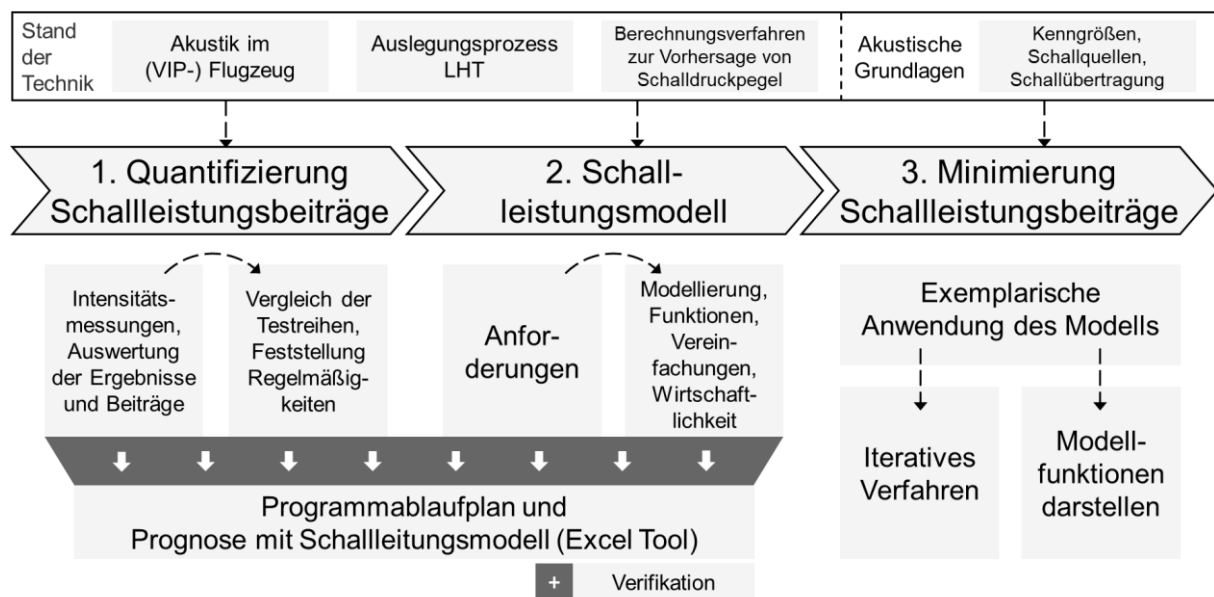 Stand
der
Technik
Akustik im
(VIP-) Flugzeug
Auslegungsprozess
LHT
Berechnungsverfahren
zur Vorhersage von
Schalldruckpegel
Akustische
Grundlagen
Kenngrößen,
Schallquellen,
Schallübertragung
1. Quantifizierung
Schallleistungsbeiträge
2. Schall-
leistungsmodell
3. Minimierung
Schallleistungsbeiträge
Intensitäts-
messungen,
Auswertung
der Ergebnisse
und Beiträge
Vergleich der
Testreihen,
Feststellung
Regelmäßig-
keiten
Anfor-
derungen
Modellierung,
Funktionen,
Verein-
fachungen,
Wirtschaft-
lichkeit
Exemplarische
Anwendung des Modells
Iteratives
Verfahren
Modell-
funktionen
darstellen
Programmablaufplan und
Prognose mit Schallleitungsmodell (Excel Tool)
+ Verifikation